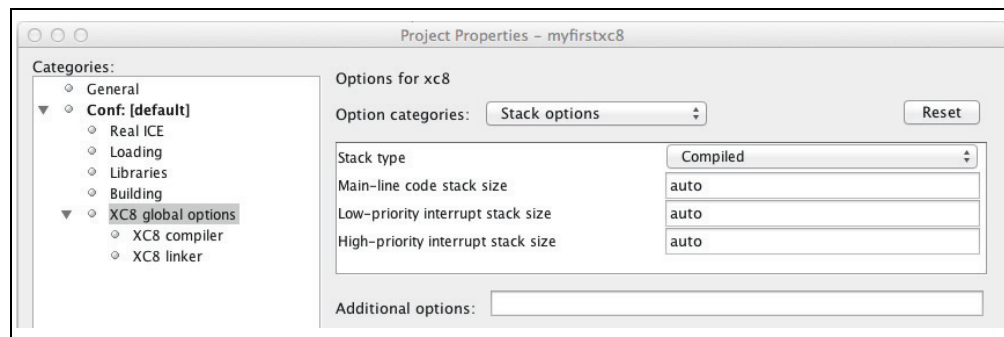 Project Properties – myfirstxc8
Categories:
General
Conf: [default]
Real ICE
Loading
Libraries
Building
XC8 global options
XC8 compiler
XC8 linker
Options for xc8
Option categories: Stack options Reset
Stack type Compiled
Main-line code stack size auto
Low-priority interrupt stack size auto
High-priority interrupt stack size auto
Additional options: